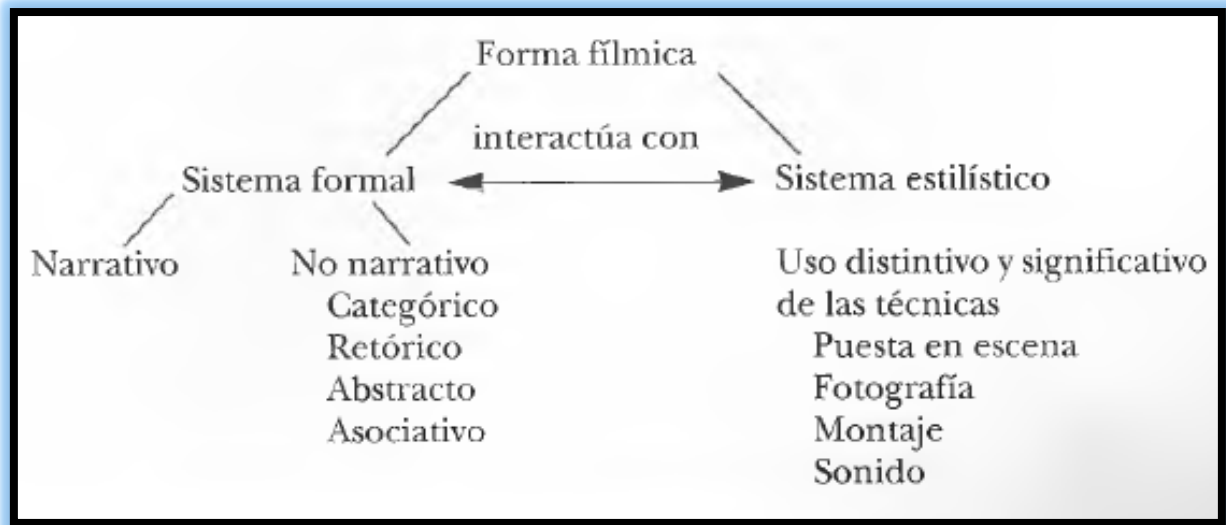 Forma fílmica
interactúa con
Sistema formal
Sistema estilístico
Narrativo
No narrativo
Categórico
Retórico
Abstracto
Asociativo
Uso distintivo y significativo
de las técnicas
Puesta en escena
Fotografía
Montaje
Sonido